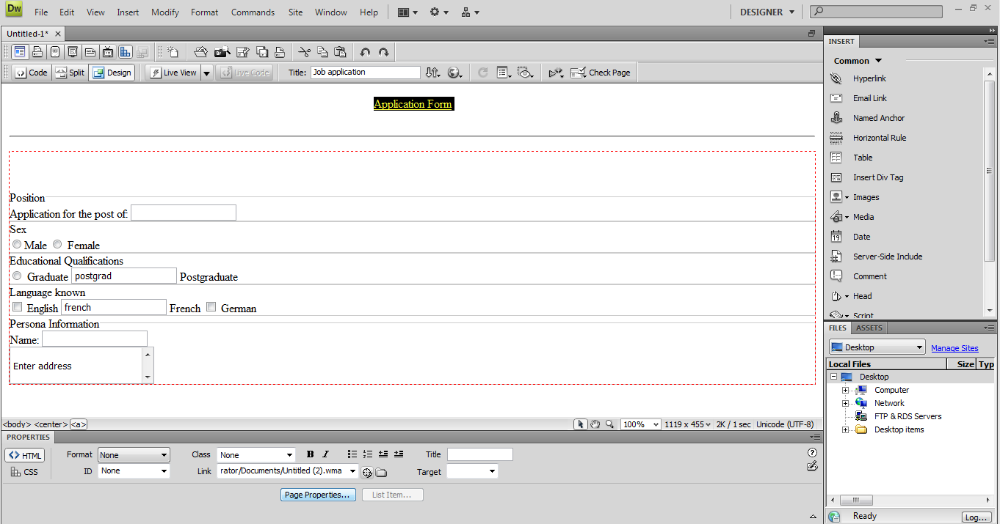 Dw File Edit View Insert Modify Format Commands Site Window Help DESIGNER
Untitled-1*
Br
Code Split Design Live View Live Code Title: Job application Check Page
Application Form
Position
Application for the post of:
Sex
Male Female
Educational Qualifications
Graduate postgrad Postgraduate
Language known
English french French German
Persona Information
Name:
Enter address
<body> <center> <a> 100% 1119 x 455 2K / 1 sec Unicode (UTF-8)
PROPERTIES
HTML Format None Class None B I Title
CSS ID None Link rator/Documents/Untitled (2).wma Target
Page Properties... List Item...
INSERT
Common
Hyperlink
Email Link
Named Anchor
Horizontal Rule
Table
Insert Div Tag
Images
Media
19 Date
Server-Side Include
Comment
Head
Script
FILES ASSETS
Desktop Manage Sites
Local Files Size Typ
Desktop
Computer
Network
FTP & RDS Servers
Desktop items
Ready Log...